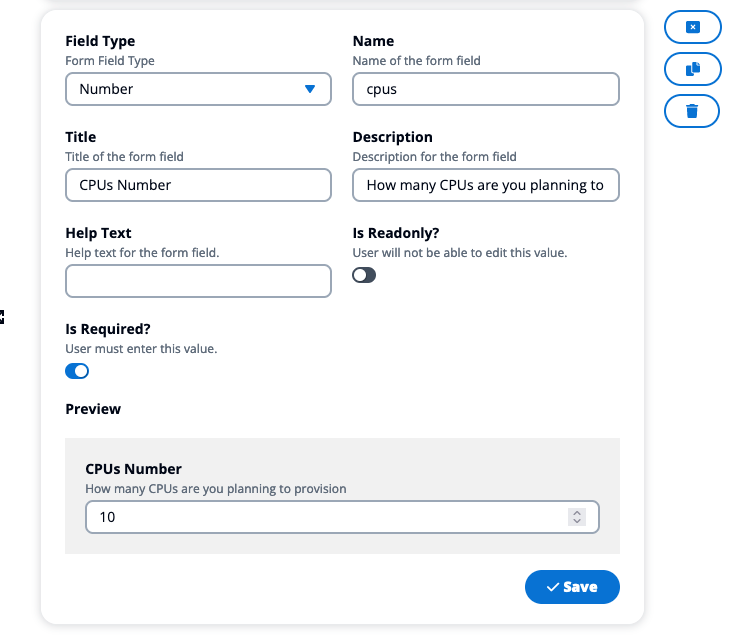 Field Type
Form Field Type
Number
Name
Name of the form field
cpus
Title
Title of the form field
CPUs Number
Description
Description for the form field
How many CPUs are you planning to
Help Text
Help text for the form field.
Is Readonly?
User will not be able to edit this value.
Is Required?
User must enter this value.
Preview
CPUs Number
How many CPUs are you planning to provision
10
Save